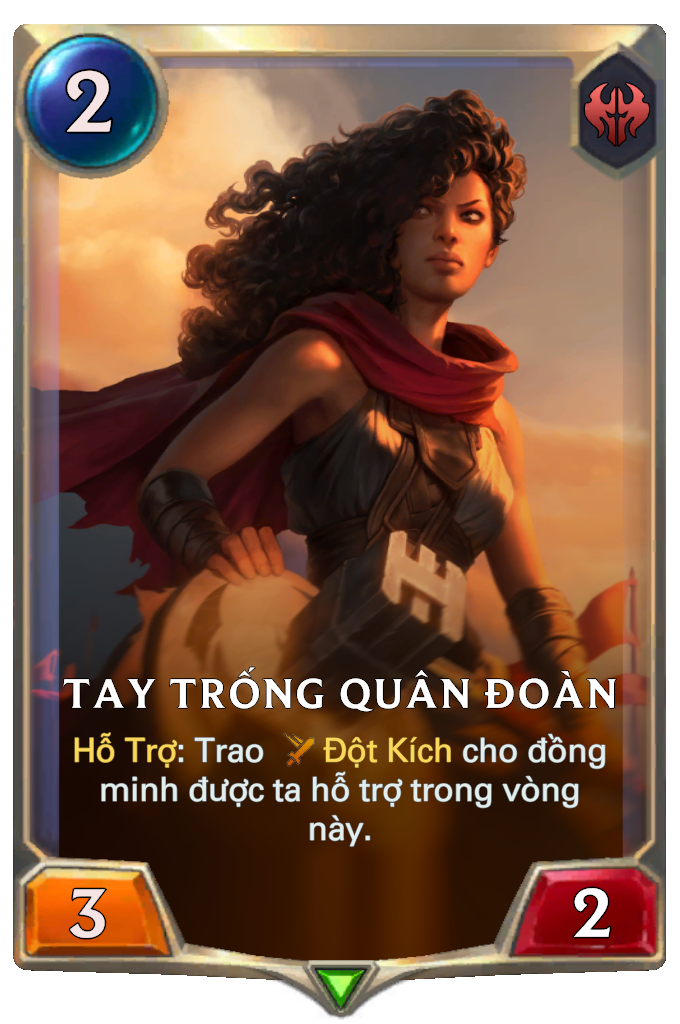 2
TAY TRỐNG QUÂN ĐOÀN
Hỗ Trợ: Trao Đột Kích cho đồng
minh được ta hỗ trợ trong vòng
này.
3
2